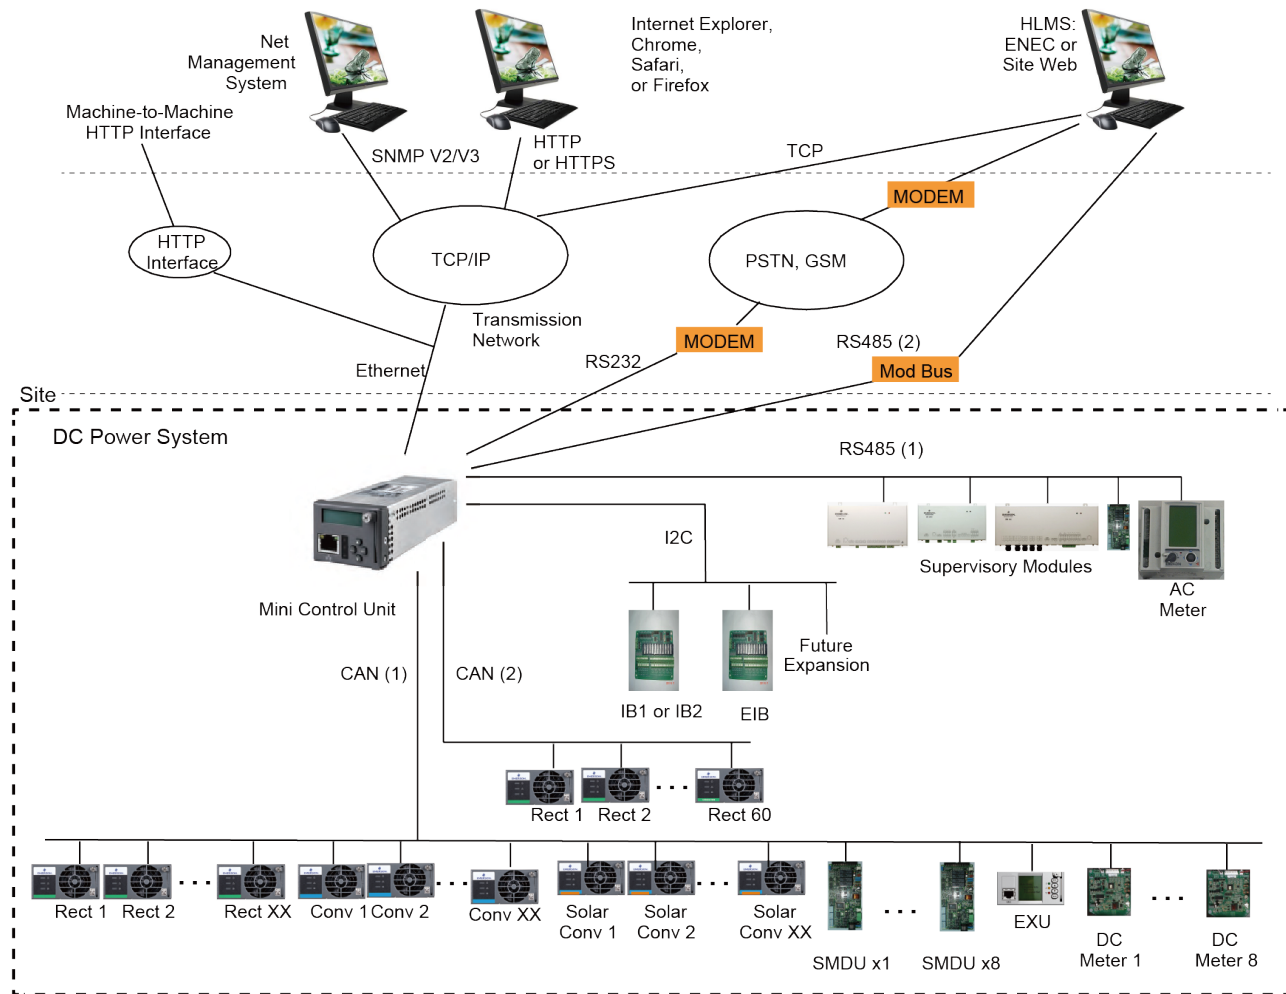 Net
Management
System
Internet Explorer,
Chrome,
Safari,
or Firefox
HLMS:
ENEC or
Site Web
Machine-to-Machine
HTTP Interface
SNMP V2/V3
HTTP
or HTTPS
TCP
MODEM
HTTP
Interface
TCP/IP
PSTN, GSM
Transmission
Network
MODEM
RS232
RS485 (2)
Mod Bus
Ethernet
Site
DC Power System
RS485 (1)
I2C
Supervisory Modules
AC
Meter
Mini Control Unit
Future
Expansion
CAN (1)
CAN (2)
IB1 or IB2
EIB
Rect 1
Rect 2
Rect 60
Rect 1
Rect 2
Rect XX
Conv 1
Conv 2
Conv XX
Solar
Conv 1
Solar
Conv 2
Solar
Conv XX
SMDU x1
SMDU x8
EXU
DC
Meter 1
DC
Meter 8